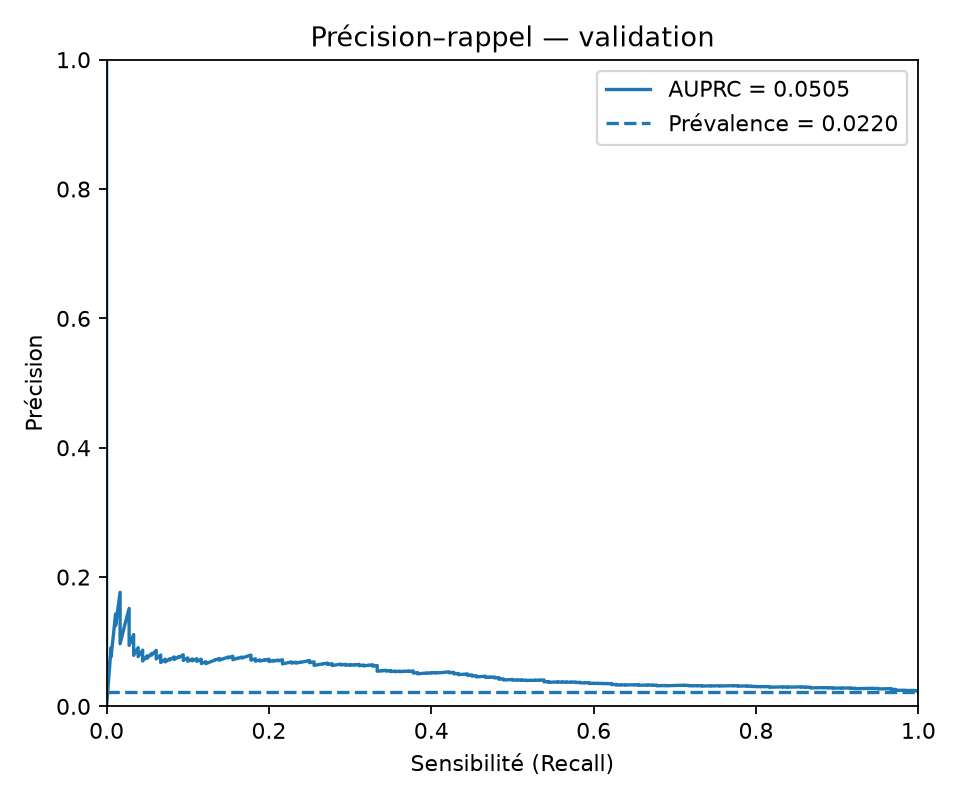 Précision–rappel — validation
AUPRC = 0.0505
Prévalence = 0.0220
1.0
0.8
0.6
0.4
0.2
0.0
Précision
0.0 0.2 0.4 0.6 0.8 1.0
Sensibilité (Recall)